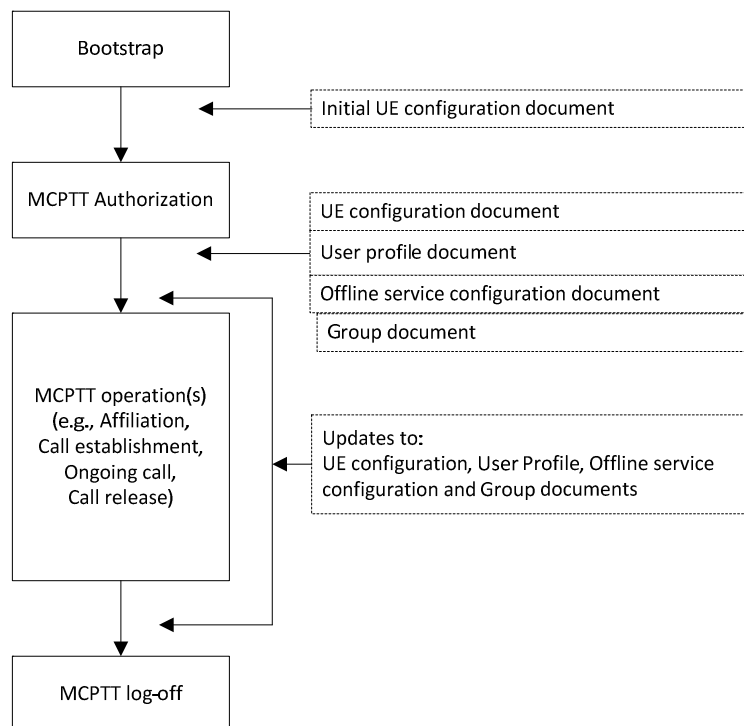 Bootstrap
Initial UE configuration document
MCPTT Authorization
UE configuration document
User profile document
Offline service configuration document
Group document
MCPTT operation(s)
(e.g., Affiliation,
Call establishment,
Ongoing call,
Call release)
Updates to:
UE configuration, User Profile, Offline service
configuration and Group documents
MCPTT log-off